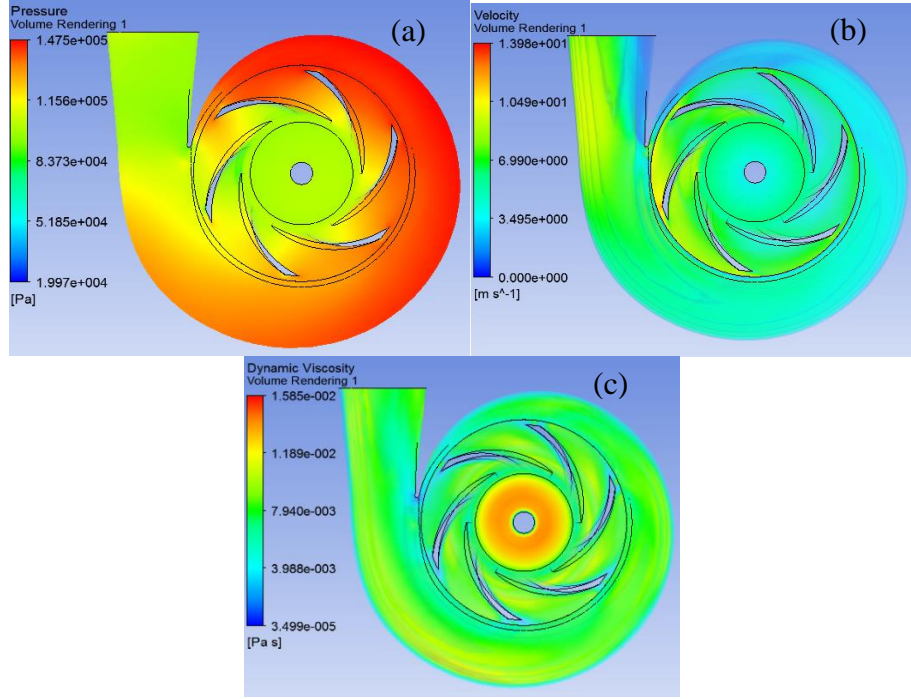 Pressure
Volume Rendering 1
(a)
1.475e+005
1.156e+005
8.373e+004
5.185e+004
1.997e+004
[Pa]
Velocity
Volume Rendering 1
(b)
1.398e+001
1.049e+001
6.990e+000
3.495e+000
0.000e+000
[m s^-1]
Dynamic Viscosity
Volume Rendering 1
(c)
1.585e-002
1.189e-002
7.940e-003
3.988e-003
3.499e-005
[Pa s]